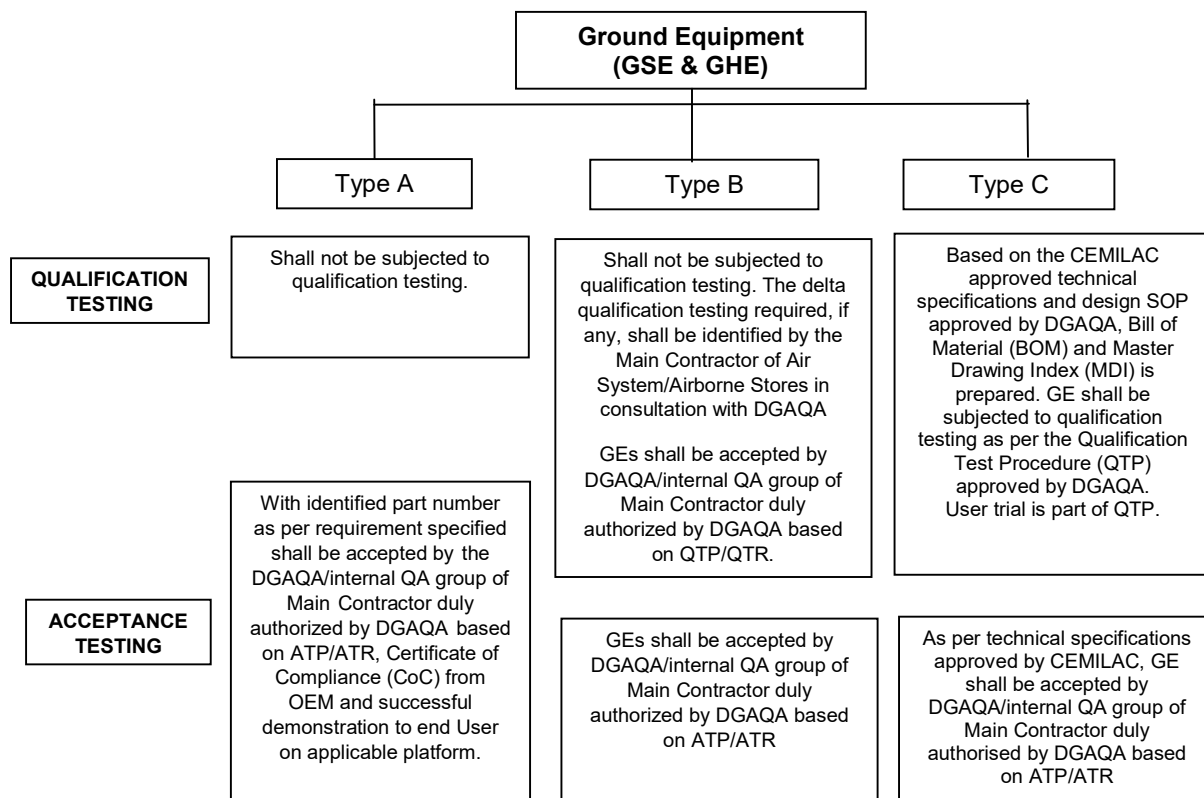 Ground Equipment
(GSE & GHE)
Type A
Type B
Type C
QUALIFICATION
TESTING
Shall not be subjected to
qualification testing.
Shall not be subjected to
qualification testing. The delta
qualification testing required, if
any, shall be identified by the
Main Contractor of Air
System/Airborne Stores in
consultation with DGAQA
GEs shall be accepted by
DGAQA/internal QA group of
Main Contractor duly
authorized by DGAQA based
on QTP/QTR.
Based on the CEMILAC
approved technical
specifications and design SOP
approved by DGAQA, Bill of
Material (BOM) and Master
Drawing Index (MDI) is
prepared. GE shall be
subjected to qualification
testing as per the Qualification
Test Procedure (QTP)
approved by DGAQA.
User trial is part of QTP.
ACCEPTANCE
TESTING
With identified part number
as per requirement specified
shall be accepted by the
DGAQA/internal QA group of
Main Contractor duly
authorized by DGAQA based
on ATP/ATR, Certificate of
Compliance (CoC) from
OEM and successful
demonstration to end User
on applicable platform.
GEs shall be accepted by
DGAQA/internal QA group of
Main Contractor duly
authorized by DGAQA based
on ATP/ATR
As per technical specifications
approved by CEMILAC, GE
shall be accepted by
DGAQA/internal QA group of
Main Contractor duly
authorised by DGAQA based
on ATP/ATR